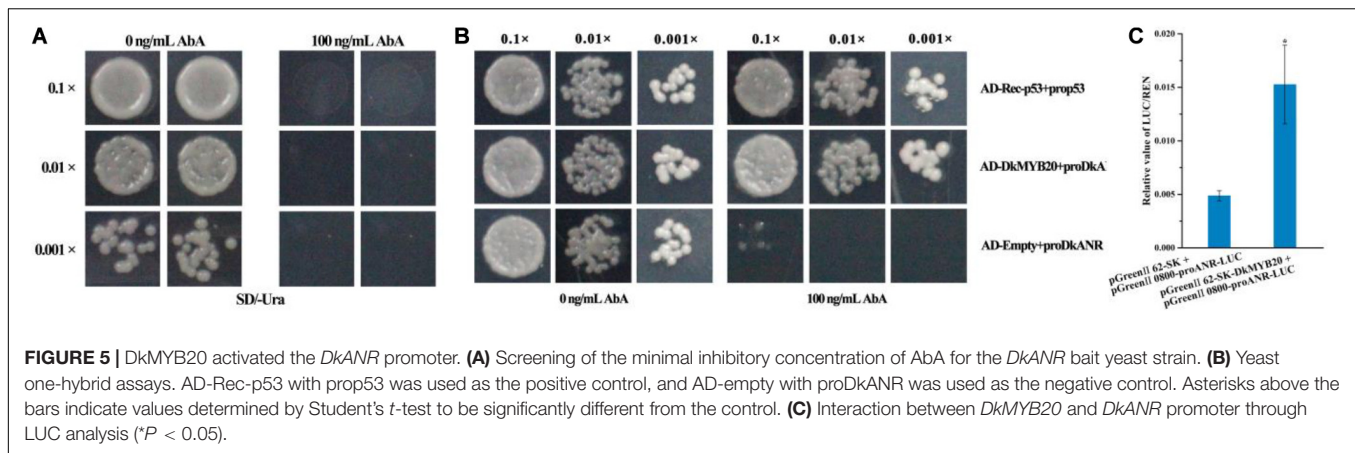 A
0 ng/mL AbA
100 ng/mL AbA
0.1 ×
0.01 ×
0.001 ×
SD/-Ura
B
0.1×
0.01×
0.001×
0.1×
0.01×
0.001×
AD-Rec-p53+prop53
AD-DkMYB20+proDkA
AD-Empty+proDkANR
0 ng/mL AbA
100 ng/mL AbA
C
Relative value of LUC/REN
0.020
0.015
0.010
0.005
0.000
*
pGreenII 62-SK +
pGreenII 0800-proANR-LUC
pGreenII 62-SK-DkMYB20 +
pGreenII 0800-proANR-LUC
FIGURE 5 | DkMYB20 activated the DkANR promoter. (A) Screening of the minimal inhibitory concentration of AbA for the DkANR bait yeast strain. (B) Yeast
one-hybrid assays. AD-Rec-p53 with prop53 was used as the positive control, and AD-empty with proDkANR was used as the negative control. Asterisks above the
bars indicate values determined by Student's t-test to be significantly different from the control. (C) Interaction between DkMYB20 and DkANR promoter through
LUC analysis (*P < 0.05).